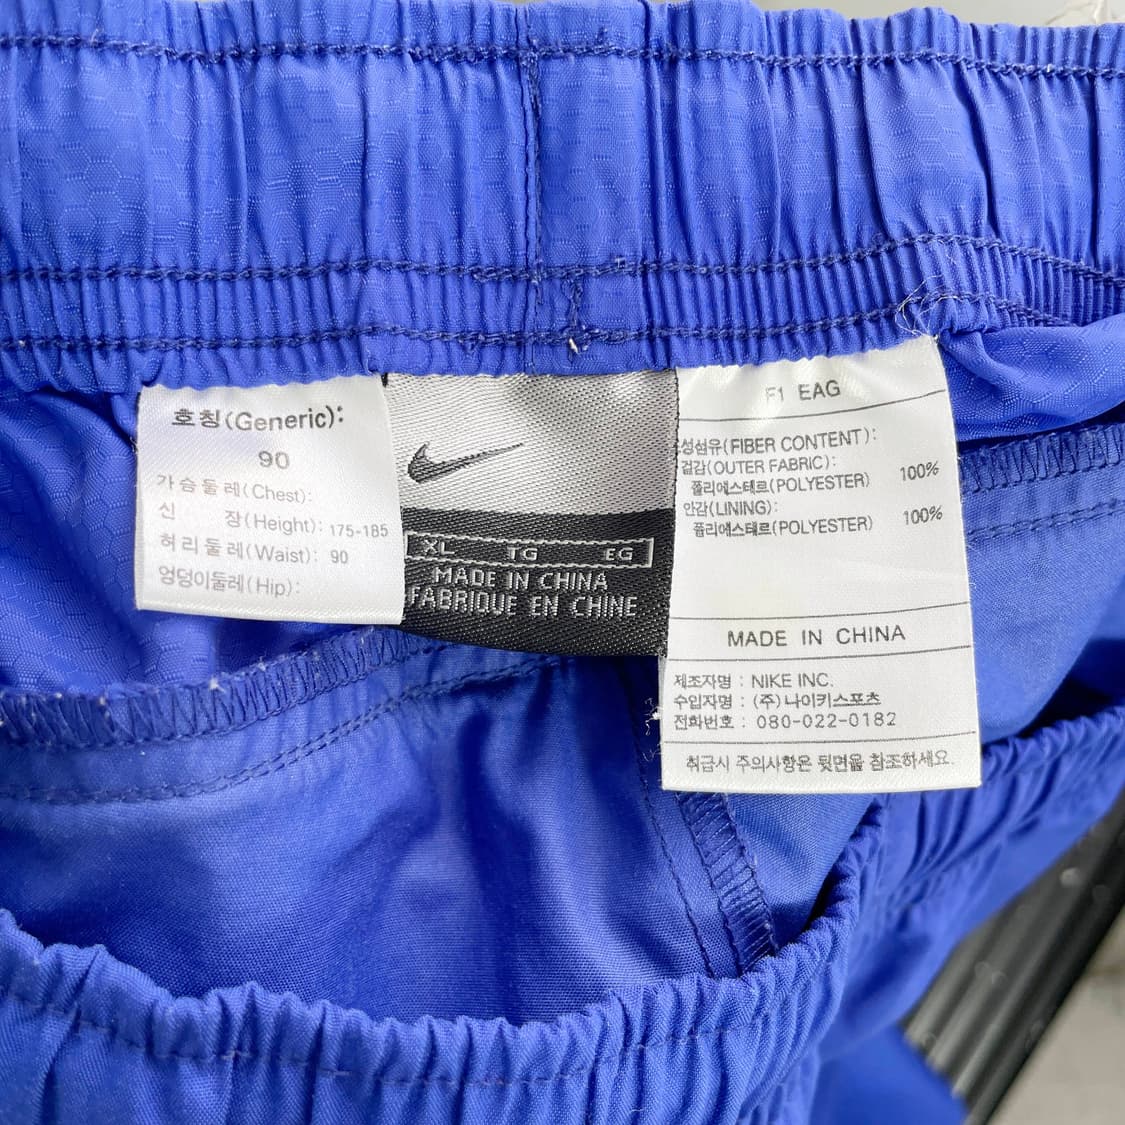 호칭(Generic):
90
가슴둘레(Chest):
신 장(Height): 175-185
허리둘레(Waist): 90
엉덩이둘레(Hip):
XL TG EG
MADE IN CHINA
FABRIQUE EN CHINE
F1 EAG
성섬유(FIBER CONTENT):
겉감(OUTER FABRIC):
폴리에스테르(POLYESTER) 100%
안감(LINING):
폴리에스테르(POLYESTER) 100%
MADE IN CHINA
제조자명 : NIKE INC.
수입자명 : (주)나이키스포츠
전화번호 : 080-022-0182
취급시 주의사항은 뒷면을 참조하세요.